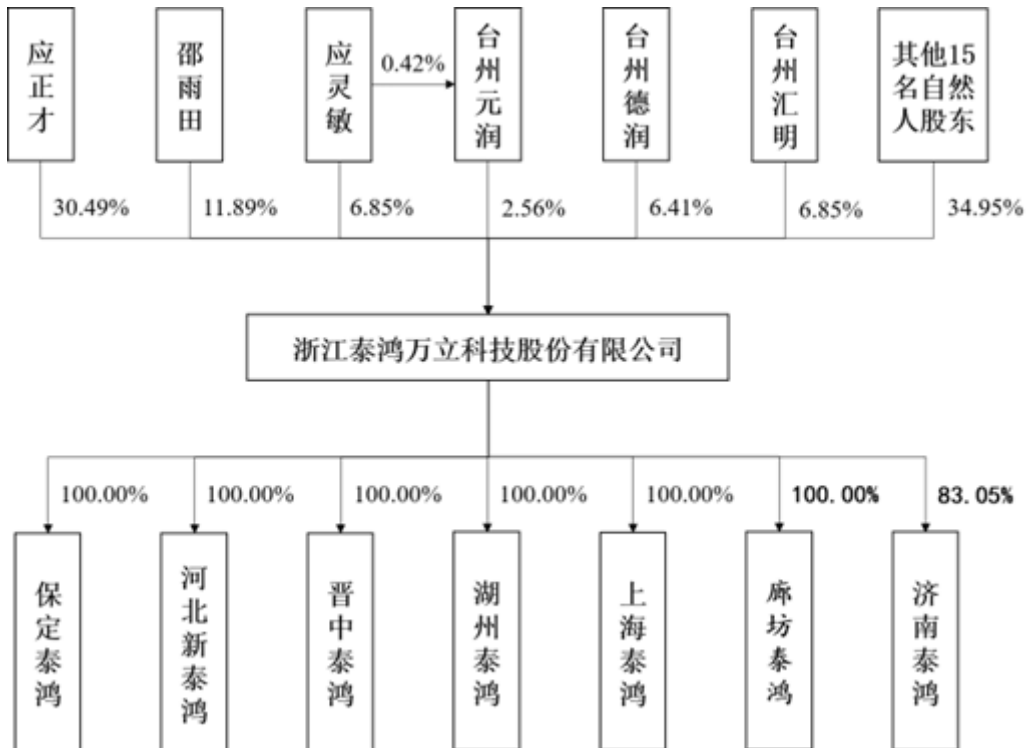 应正才
邵雨田
应灵敏
0.42%
台州元润
台州德润
台州汇明
其他15
名自然
人股东
30.49%
11.89%
6.85%
2.56%
6.41%
6.85%
34.95%
浙江泰鸿万立科技股份有限公司
100.00%
100.00%
100.00%
100.00%
100.00%
100.00%
83.05%
保定泰鸿
河北新泰鸿
晋中泰鸿
湖州泰鸿
上海泰鸿
廊坊泰鸿
济南泰鸿